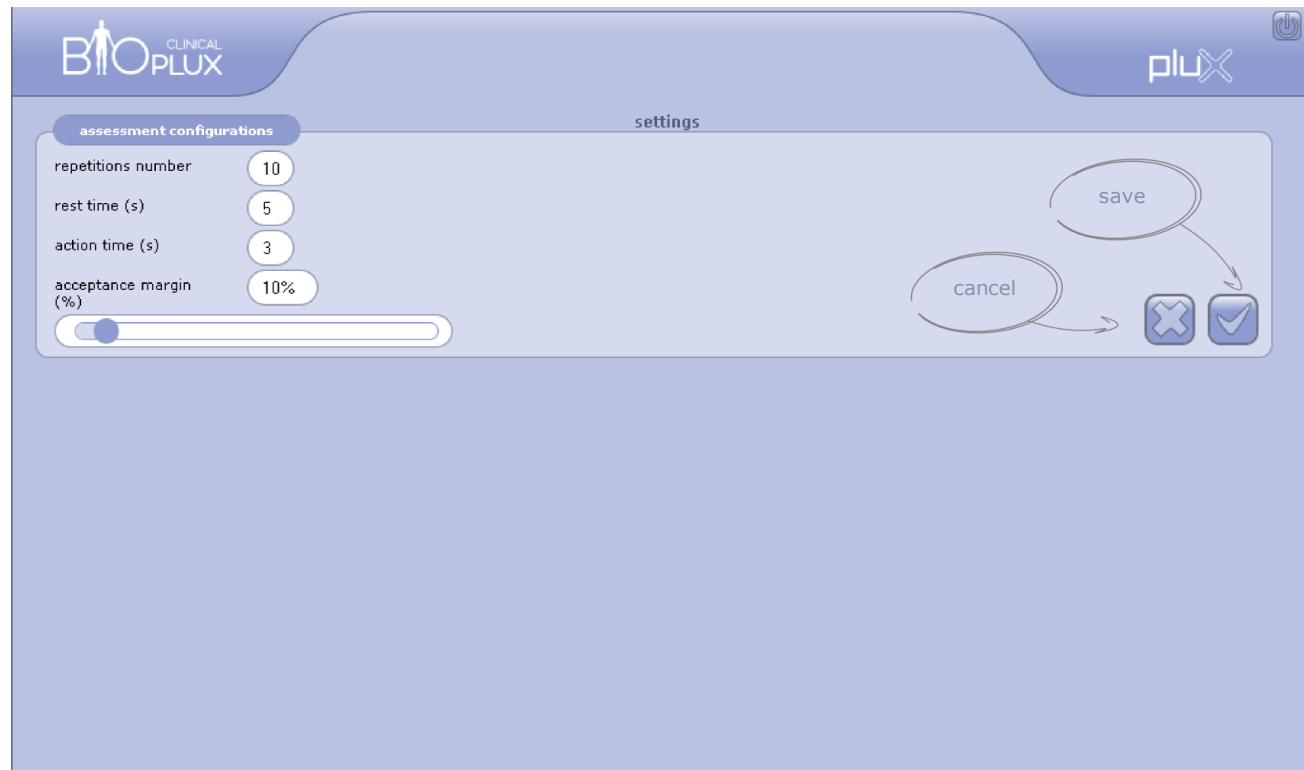 BIOPLUX CLINICAL
plux
settings
assessment configurations
repetitions number 10
rest time (s) 5
action time (s) 3
acceptance margin 10%
(%)
save
cancel